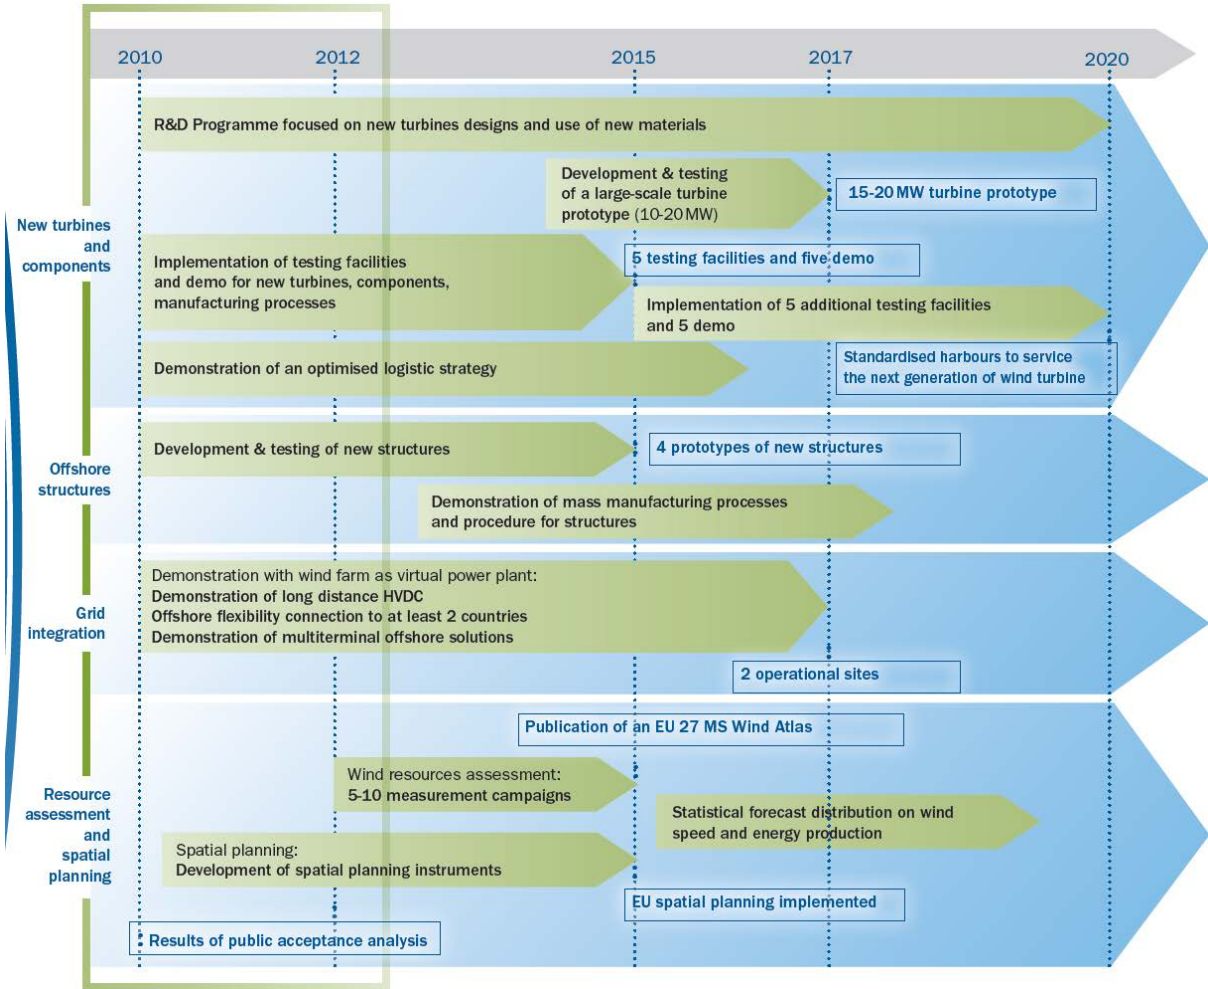 2010 2012 2015 2017 2020
New turbines
and
components
R&D Programme focused on new turbines designs and use of new materials
Development & testing
of a large-scale turbine
prototype (10-20 MW)
15-20 MW turbine prototype
Implementation of testing facilities
and demo for new turbines, components,
manufacturing processes
5 testing facilities and five demo
Implementation of 5 additional testing facilities
and 5 demo
Demonstration of an optimised logistic strategy
Standardised harbours to service
the next generation of wind turbine
Offshore
structures
Development & testing of new structures
4 prototypes of new structures
Demonstration of mass manufacturing processes
and procedure for structures
Grid
integration
Demonstration with wind farm as virtual power plant:
Demonstration of long distance HVDC
Offshore flexibility connection to at least 2 countries
Demonstration of multiterminal offshore solutions
2 operational sites
Resource
assessment
and
spatial
planning
Publication of an EU 27 MS Wind Atlas
Wind resources assessment:
5-10 measurement campaigns
Statistical forecast distribution on wind
speed and energy production
Spatial planning:
Development of spatial planning instruments
EU spatial planning implemented
Results of public acceptance analysis